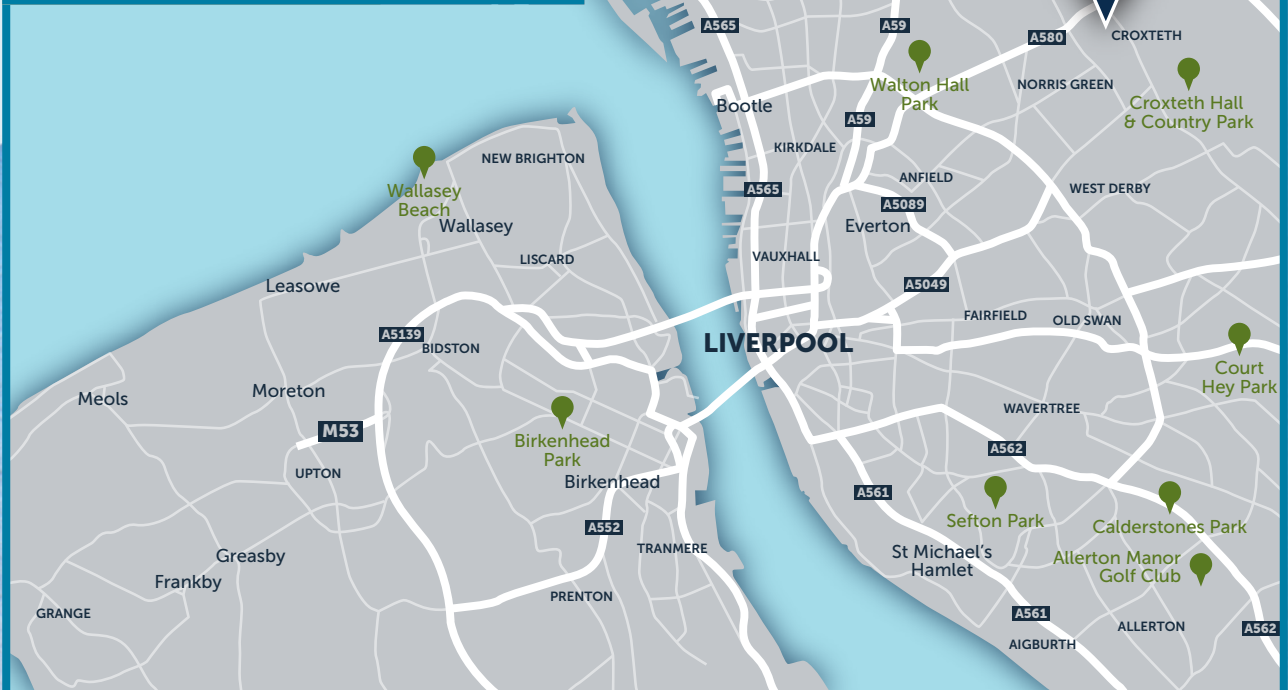 A565
A59
A580
CROXTETH
Walton Hall
Park
NORRIS GREEN
Croxteth Hall
& Country Park
Bootle
A59
KIRKDALE
NEW BRIGHTON
Wallasey
Beach
Wallasey
A565
ANFIELD
WEST DERBY
A5089
Everton
LISCARD
VAUXHALL
Leasowe
A5049
FAIRFIELD
OLD SWAN
A5139
BIDSTON
LIVERPOOL
Court
Hey Park
Meols
Moreton
M53
UPTON
Birkenhead
Park
Birkenhead
WAVERTREE
A562
A561
Sefton Park
Calderstones Park
A552
TRANMERE
St Michael's
Hamlet
Allerton Manor
Golf Club
Greasby
Frankby
GRANGE
PRENTON
A561
ALLERTON
A562
AIGBURTH